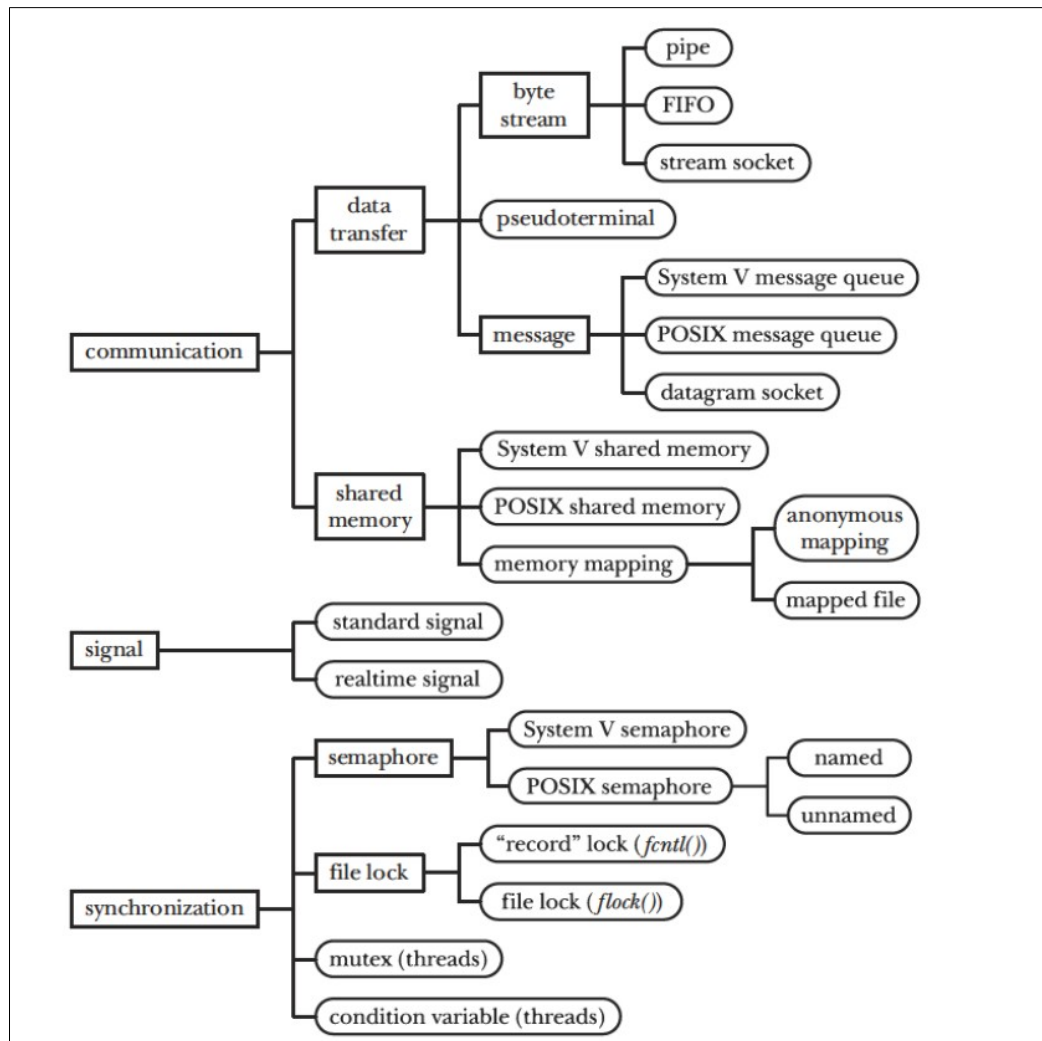 pipe
byte
stream
FIFO
stream socket
data
transfer
pseudoterminal
System V message queue
message
POSIX message queue
communication
datagram socket
System V shared memory
shared
memory
POSIX shared memory
anonymous
mapping
memory mapping
mapped file
standard signal
signal
realtime signal
System V semaphore
semaphore
named
POSIX semaphore
unnamed
“record” lock (fcntl())
file lock
file lock (flock())
synchronization
mutex (threads)
condition variable (threads)